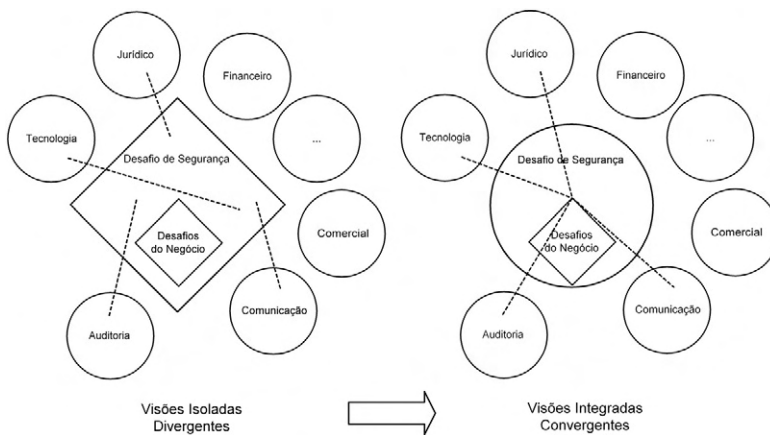 Jurídico
Financeiro
Tecnologia
...
Desafio de Segurança
Desafios
do Negócio
Comercial
Comunicação
Auditoria
Visões Isoladas
Divergentes
Jurídico
Financeiro
Tecnologia
...
Desafio de Segurança
Desafios
do Negócio
Comercial
Comunicação
Auditoria
Visões Integradas
Convergentes